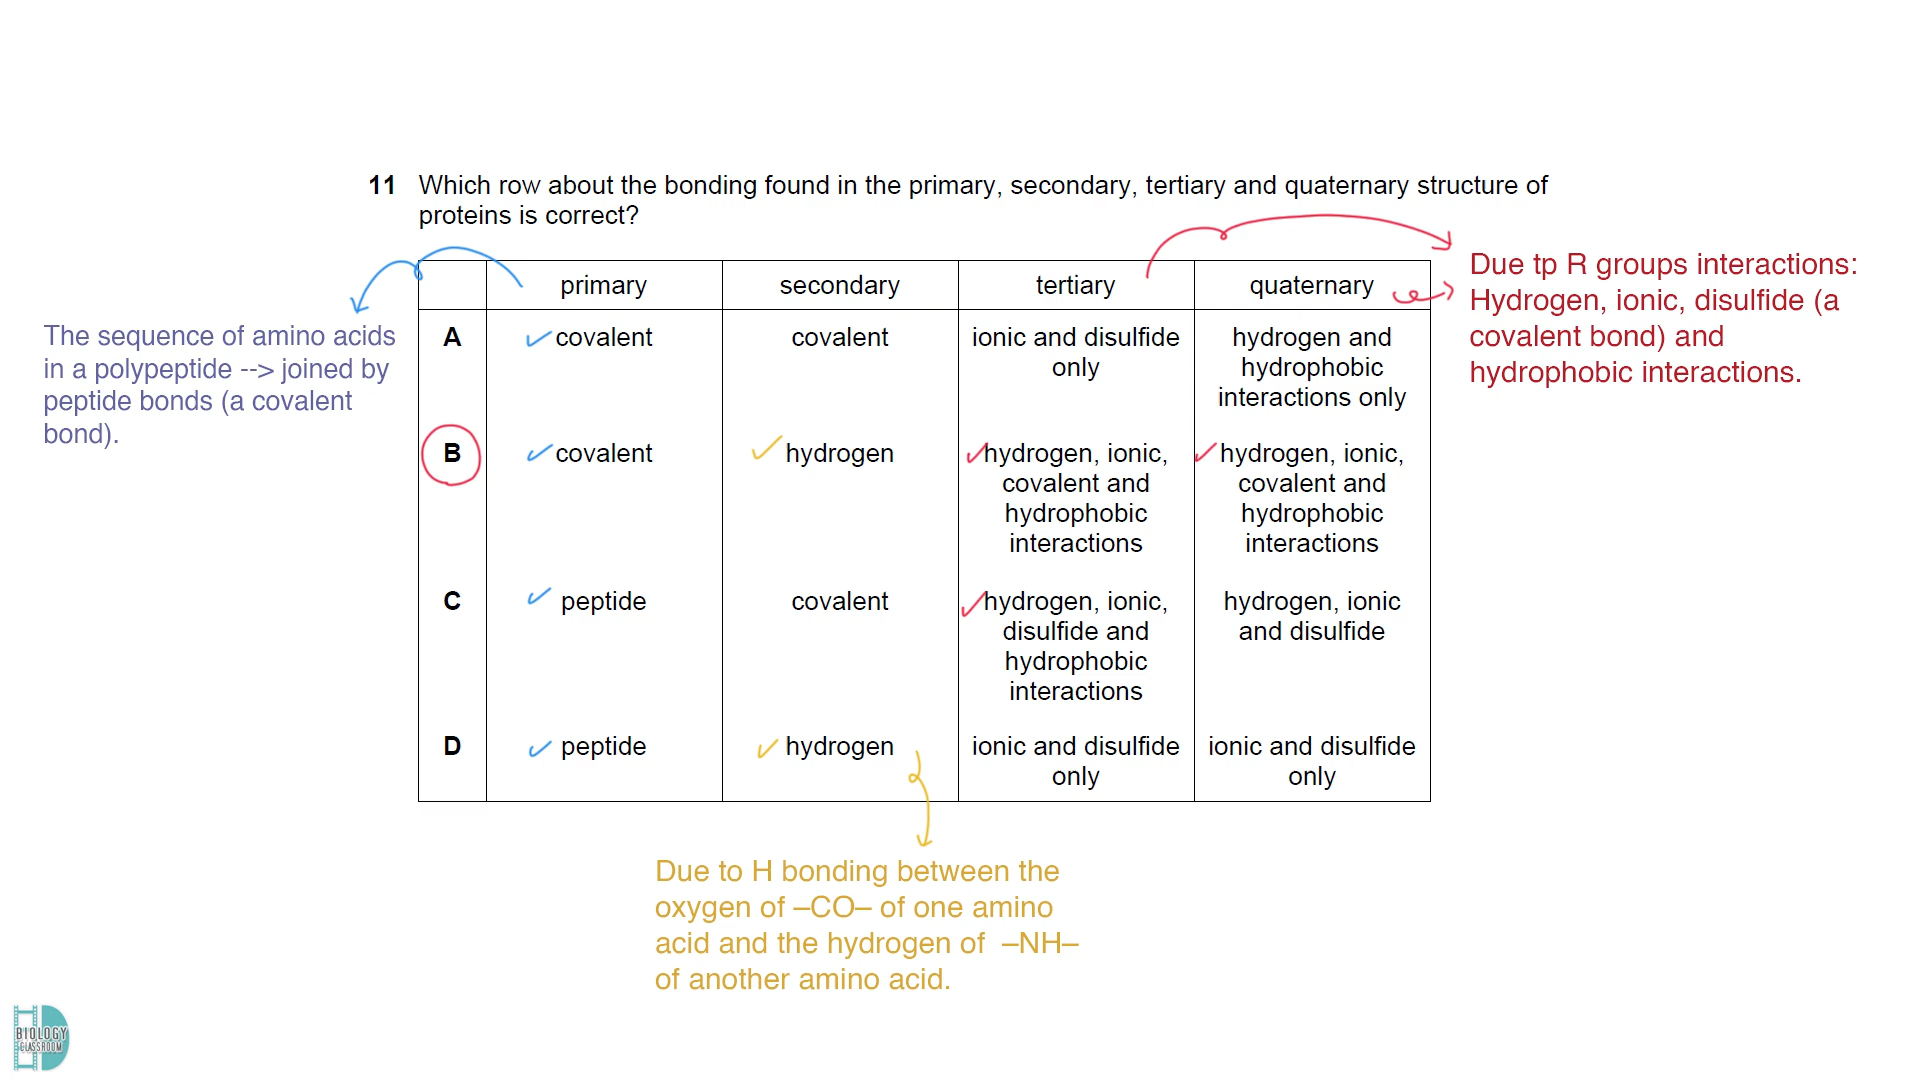 11 Which row about the bonding found in the primary, secondary, tertiary and quaternary structure of
proteins is correct?
primary secondary tertiary quaternary
A covalent covalent ionic and disulfide only hydrogen and hydrophobic interactions only
B covalent hydrogen hydrogen, ionic, covalent and hydrophobic interactions hydrogen, ionic, covalent and hydrophobic interactions
C peptide covalent hydrogen, ionic, disulfide and hydrophobic interactions hydrogen, ionic and disulfide
D peptide hydrogen ionic and disulfide only ionic and disulfide only
The sequence of amino acids
in a polypeptide --> joined by
peptide bonds (a covalent
bond).
Due tp R groups interactions:
Hydrogen, ionic, disulfide (a
covalent bond) and
hydrophobic interactions.
Due to H bonding between the
oxygen of –CO– of one amino
acid and the hydrogen of –NH–
of another amino acid.
BIOLOGY
CLASSROOM